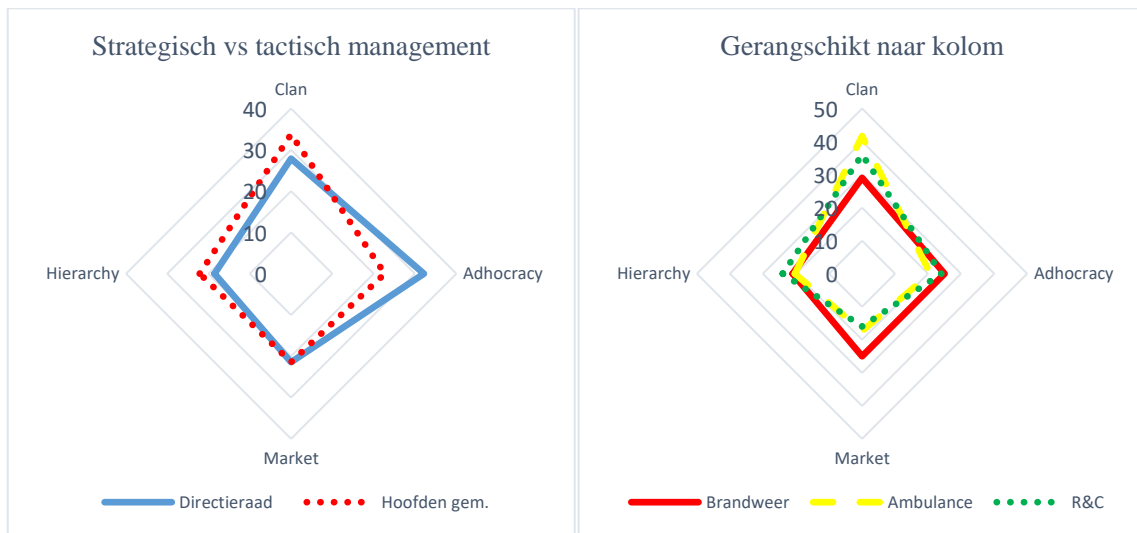 Strategisch vs tactisch management
Clan
40
30
20
10
0
Hierarchy
Adhocracy
Market
Directieraad
Hoofden gem.
Gerangschikt naar kolom
Clan
50
40
30
20
10
0
Hierarchy
Adhocracy
Market
Brandweer
Ambulance
R&C